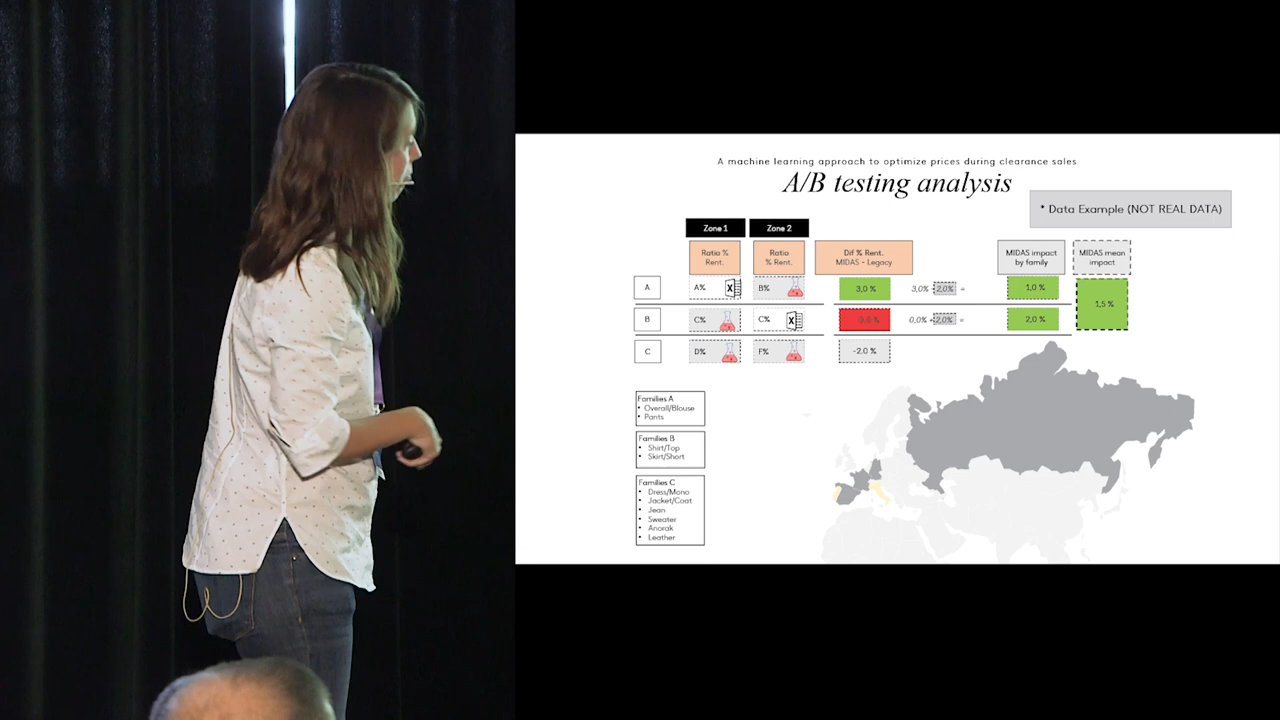 A machine learning approach to optimize prices during clearance sales
A/B testing analysis
* Data Example (NOT REAL DATA)
Zone 1
Zone 2
Ratio %
Rent.
Ratio
% Rent.
Dif % Rent.
MIDAS - Legacy
MIDAS impact
by family
MIDAS mean
impact
A
A%
X
B%
3,0 %
3,0% -2,0% =
1,0 %
1,5 %
B
C%
C%
X
0,0%
2,0% =
2,0 %
C
D%
F%
-2.0 %
Families A
• Overall/Blouse
• Pants
Families B
• Shirt/Top
• Skirt/Short
Families C
• Dress/Mono
• Jacket/Coat
• Jean
• Sweater
• Anorak
• Leather